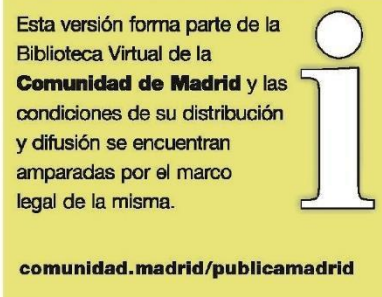 Esta versión forma parte de la
Biblioteca Virtual de la
Comunidad de Madrid y las
condiciones de su distribución
y difusión se encuentran
amparadas por el marco
legal de la misma.
i
comunidad.madrid/publicamadrid